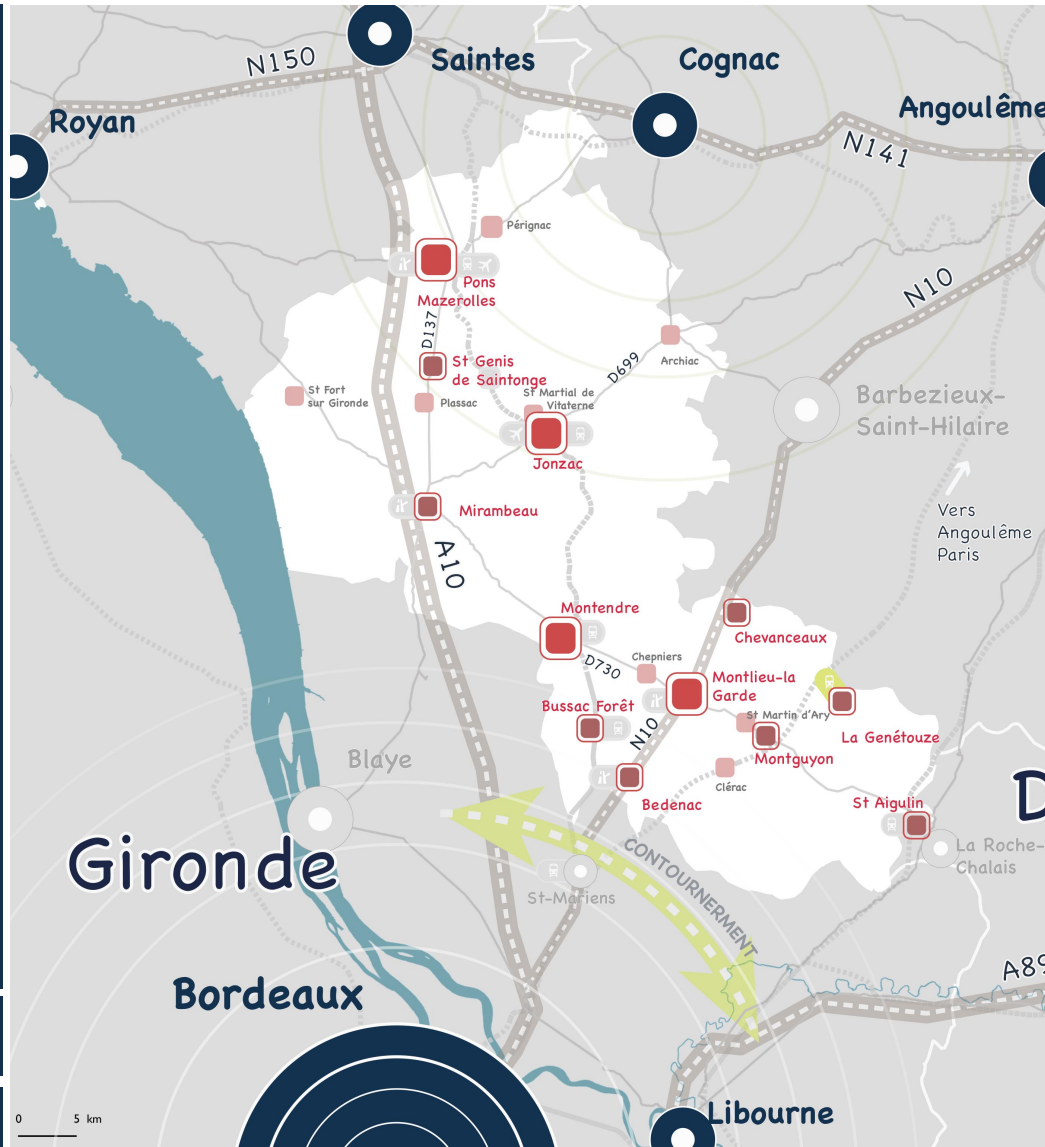 N150
Saintes
Cognac
Angoulême
Royan
N141
Pérignac
Pons
Mazerolles
N10
D137
St Genis
de Saintonge
D699
Archiac
St Fort
sur Gironde
Plassac
St Martial de
Vitaterne
Barbezieux-
Saint-Hilaire
Jonzac
Mirambeau
Vers
Angoulême
Paris
A10
Montendre
Chevanceaux
D730
Chepniers
Montlieu-la
Garde
Bussac Forêt
N10
St Martin d'Ary
La Genétouze
Montguyon
Blaye
Clérac
Bedenac
St Aigulin
D
Gironde
CONTOURNERMENT
La Roche-
Chalais
St-Mariens
A89
Bordeaux
0 5 km
Libourne